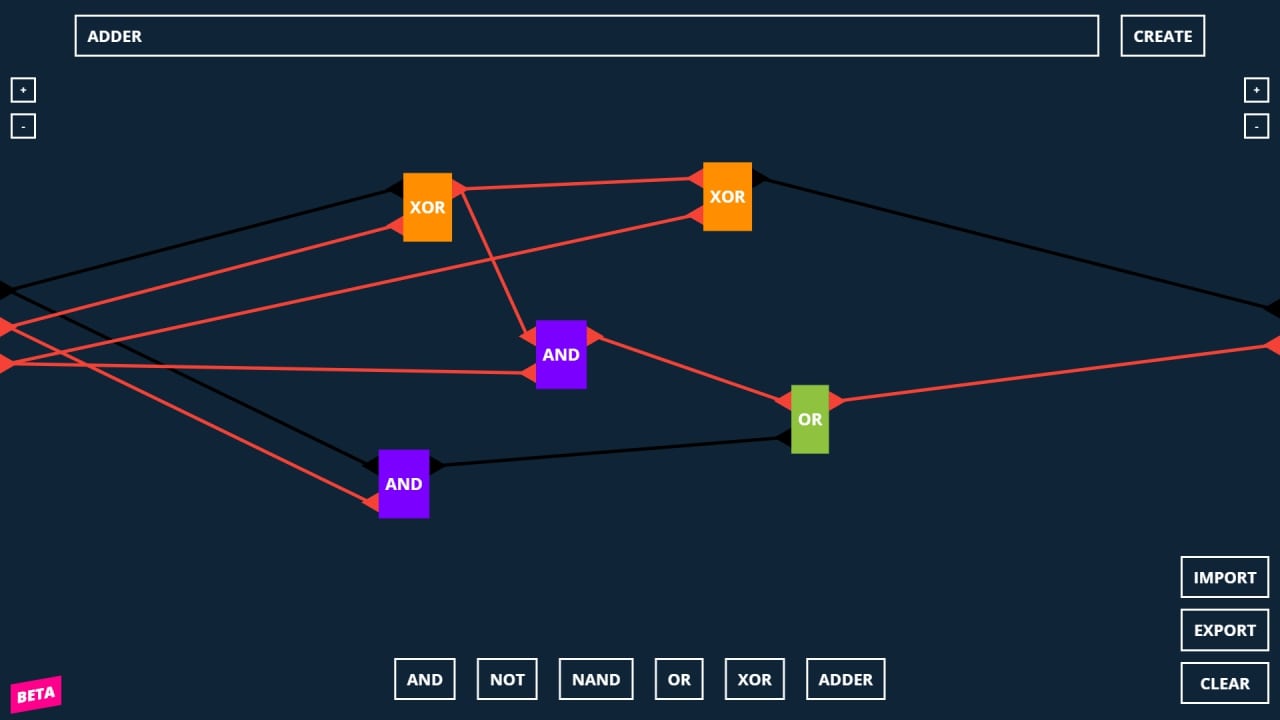 ADDER
CREATE
+
+
-
-
XOR
XOR
AND
OR
AND
IMPORT
EXPORT
AND NOT NAND OR XOR ADDER
CLEAR
BETA